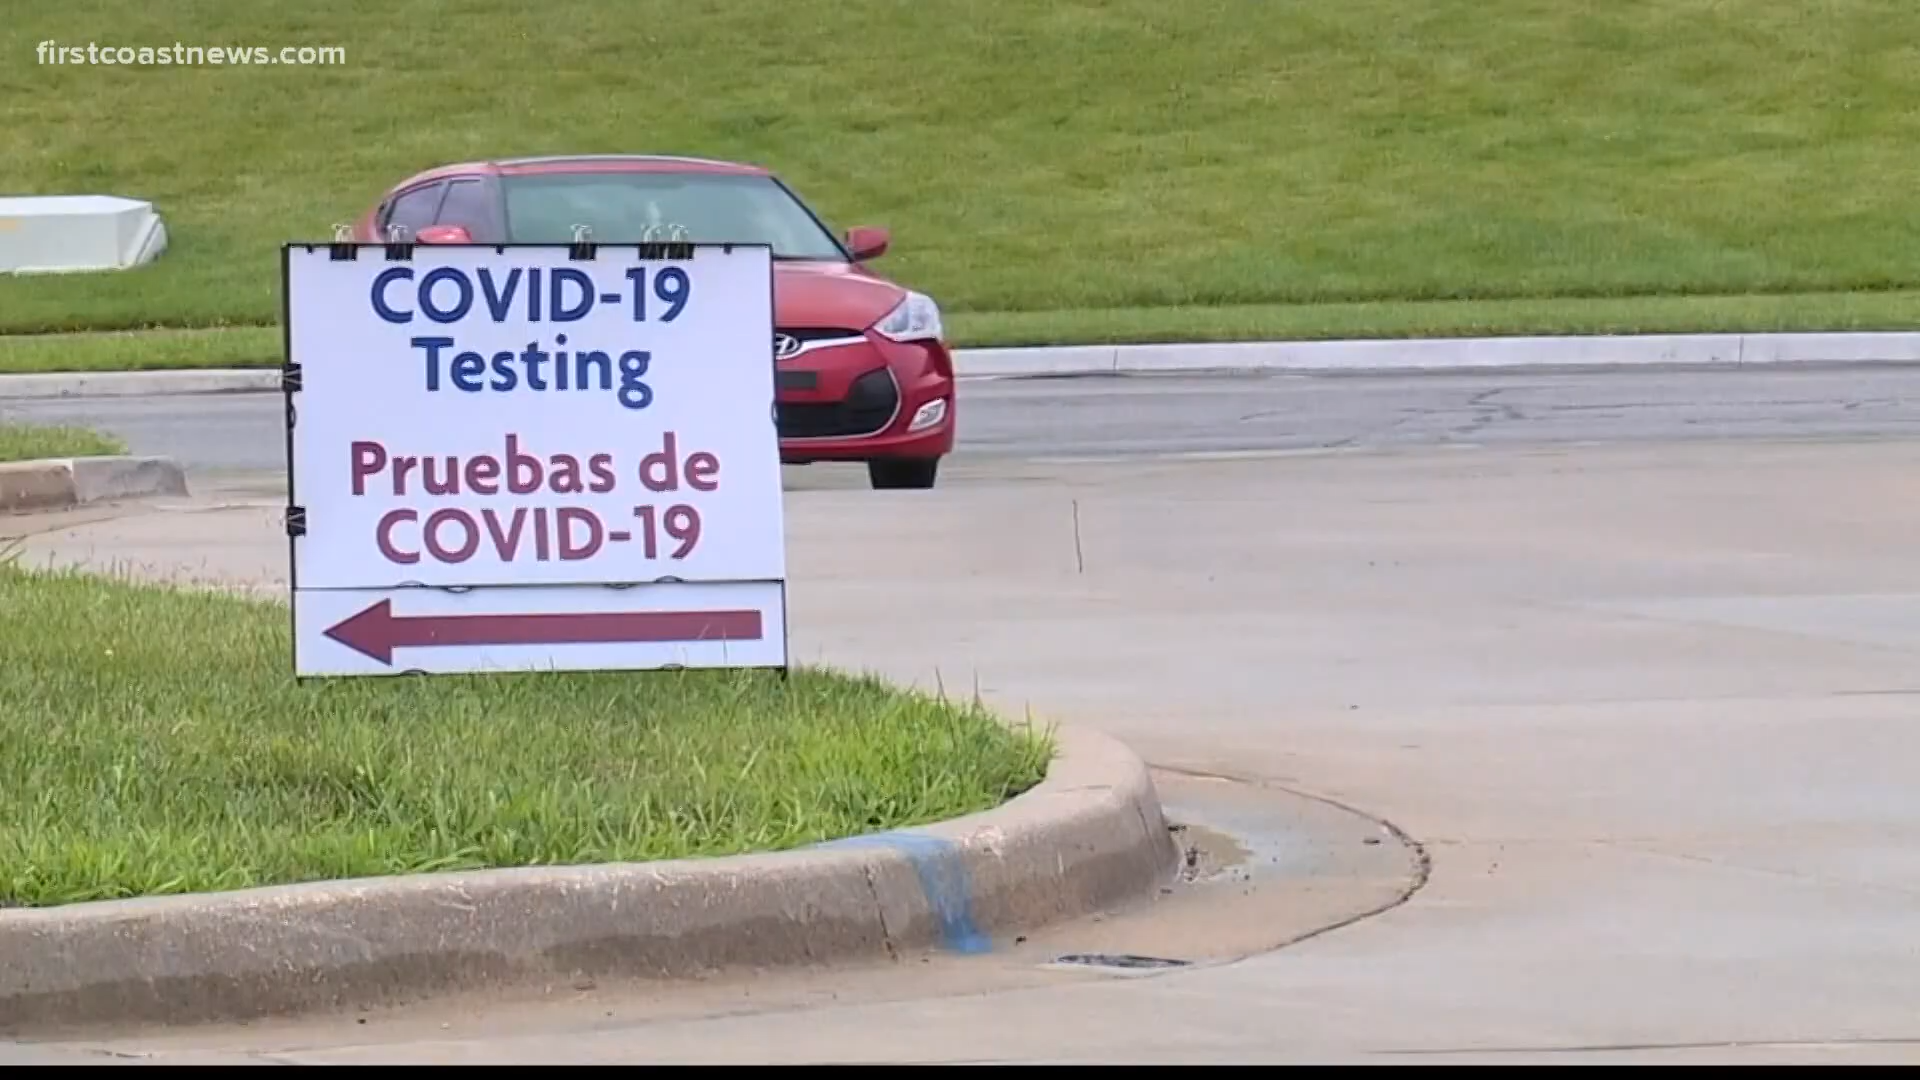 firstcoastnews.com
COVID-19
Testing
Pruebas de
COVID-19